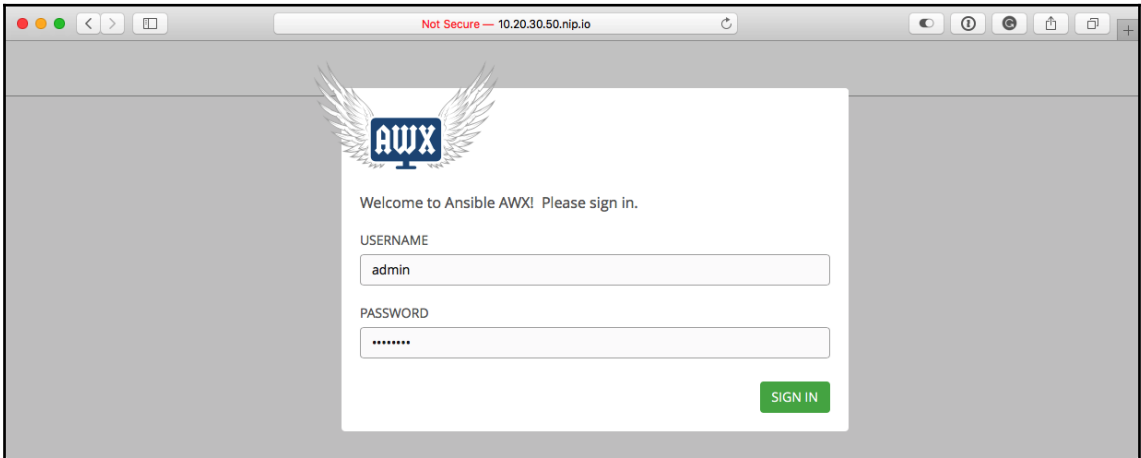 Not Secure — 10.20.30.50.nip.io
AWX
Welcome to Ansible AWX! Please sign in.
USERNAME
admin
PASSWORD
••••••••
SIGN IN